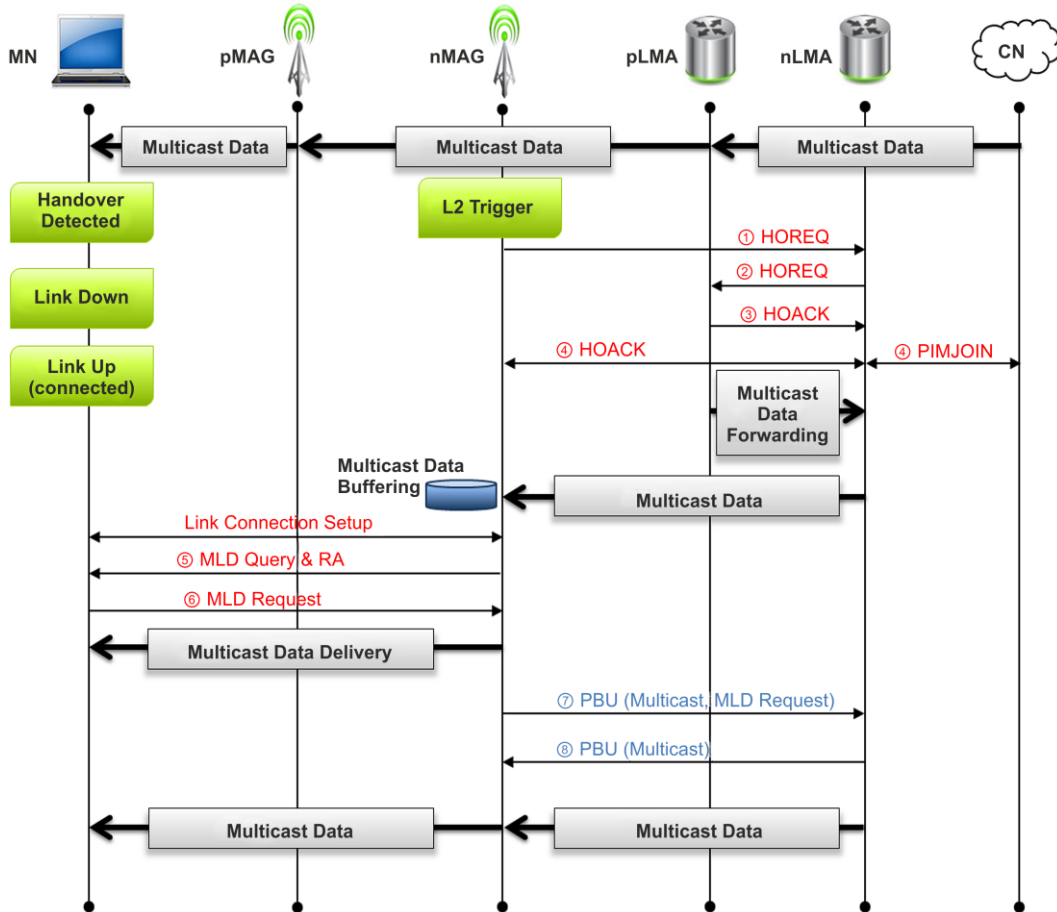 MN
pMAG
nMAG
pLMA
nLMA
CN
Multicast Data
Multicast Data
Multicast Data
Handover
Detected
L2 Trigger
① HOREQ
② HOREQ
Link Down
③ HOACK
④ HOACK
④ PIMJOIN
Link Up
(connected)
Multicast
Data
Forwarding
Multicast Data
Buffering
Multicast Data
Link Connection Setup
⑤ MLD Query & RA
⑥ MLD Request
Multicast Data Delivery
⑦ PBU (Multicast, MLD Request)
⑧ PBU (Multicast)
Multicast Data
Multicast Data